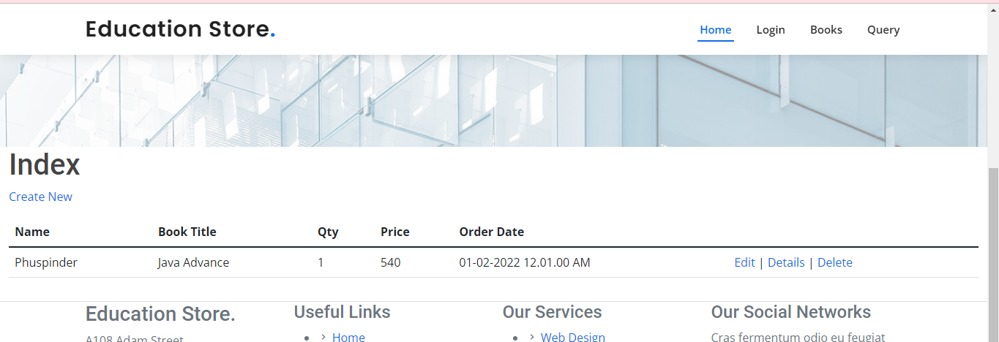 Education Store.
Home Login Books Query
Index
Create New
Name Book Title Qty Price Order Date
Phuspinder Java Advance 1 540 01-02-2022 12.01.00 AM Edit | Details | Delete
Education Store. Useful Links Our Services Our Social Networks
A108 Adam Street Home Web Design Cras fermentum odio eu feugiat